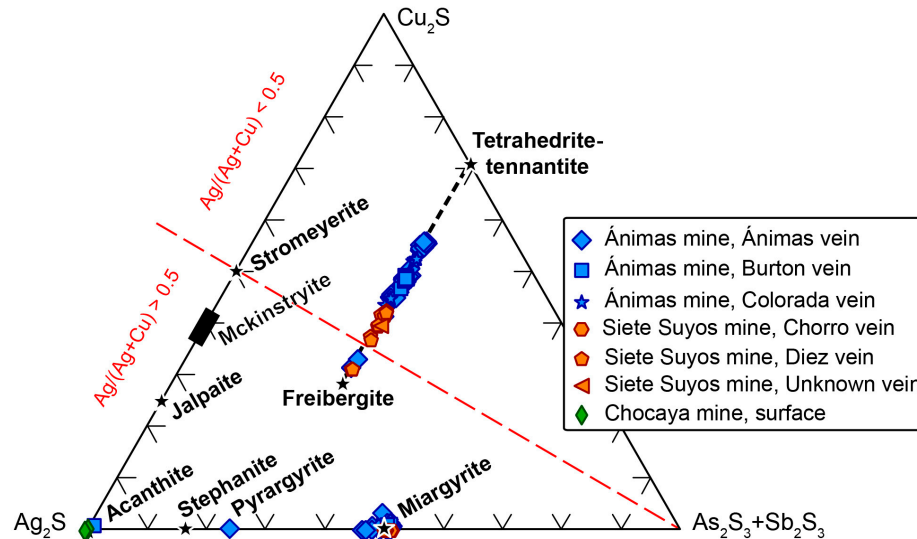 Cu₂S
Ag/(Ag+Cu) < 0.5
Tetrahedrite-
tennantite
Stromeyerite
Ag/(Ag+Cu) > 0.5
Mckinstryite
Jalpaite
Freibergite
Ánimas mine, Ánimas vein
Ánimas mine, Burton vein
Ánimas mine, Colorada vein
Siete Suyos mine, Chorro vein
Siete Suyos mine, Diez vein
Siete Suyos mine, Unknown vein
Chocaya mine, surface
Ag₂S
Acanthite
Stephanite
Pyrargyrite
Miargyrite
As₂S₃+Sb₂S₃